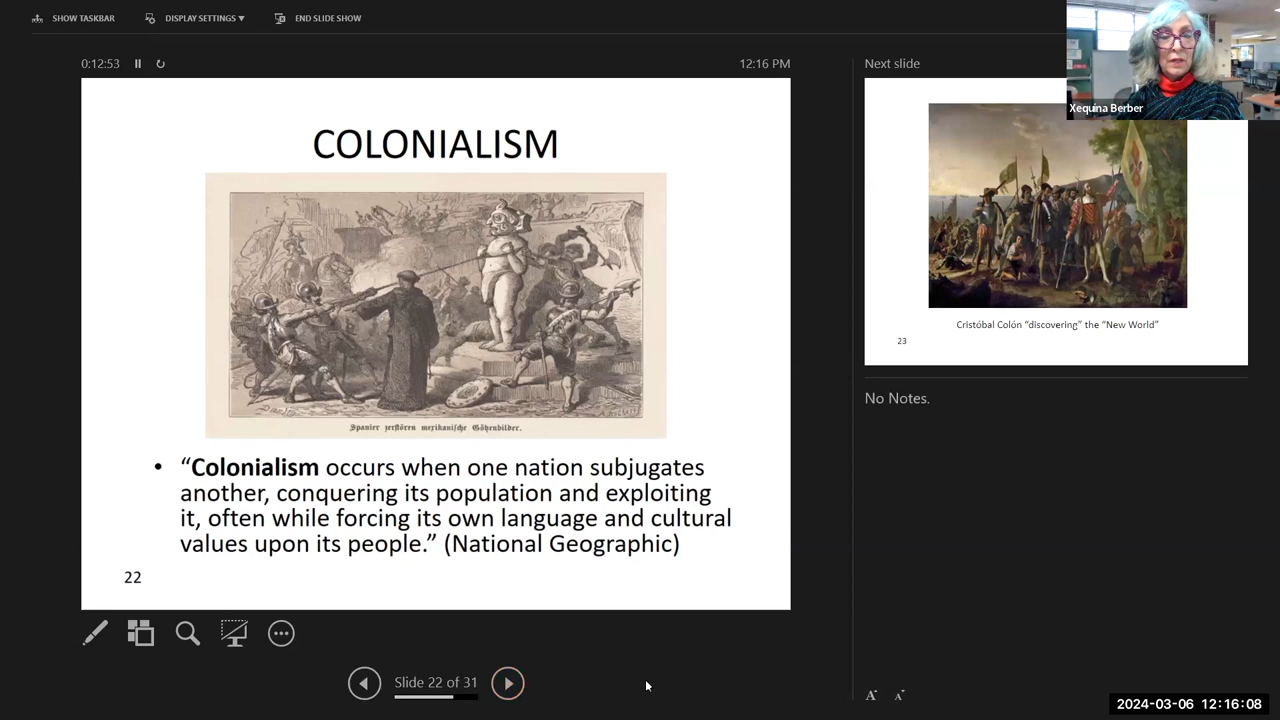 SHOW TASKBAR
DISPLAY SETTINGS ▼
END SLIDE SHOW
0:12:53
12:16 PM
Next slide
Xequina Berber
COLONIALISM
Spanier zerstören mexikanische Götzenbilder.
• “Colonialism occurs when one nation subjugates
another, conquering its population and exploiting
it, often while forcing its own language and cultural
values upon its people.” (National Geographic)
22
Cristóbal Colón “discovering” the “New World”
23
No Notes.
Slide 22 of 31
A
A
2024-03-06 12:16:08